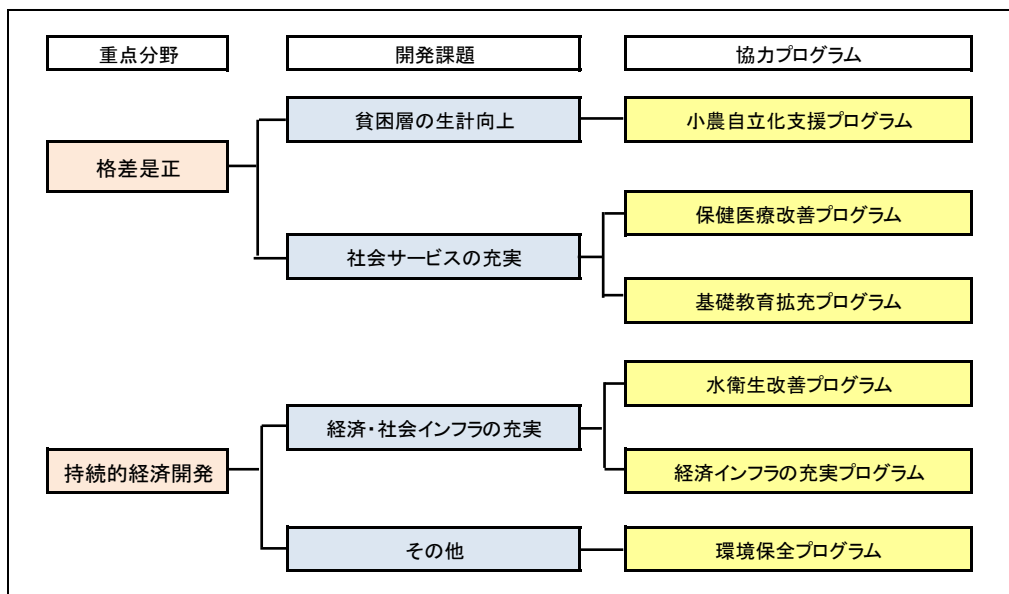 重点分野
開発課題
協力プログラム
貧困層の生計向上
小農自立化支援プログラム
格差是正
保健医療改善プログラム
社会サービスの充実
基礎教育拡充プログラム
水衛生改善プログラム
経済・社会インフラの充実
持続的経済開発
経済インフラの充実プログラム
その他
環境保全プログラム